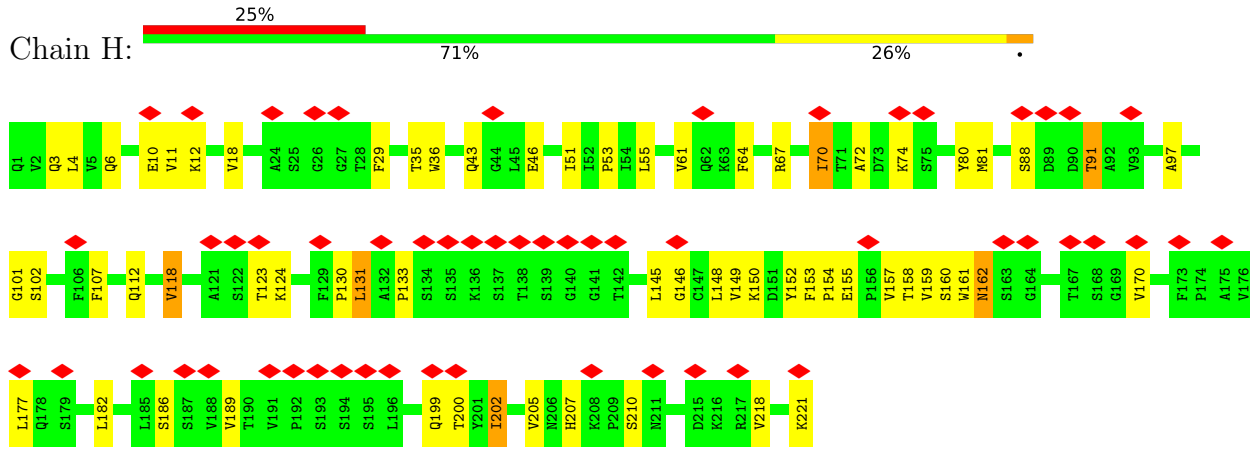 25%
Chain H:
71% 26% .
Q1 V2 Q3 L4 V5 Q6 E10 V11 K12 V18 A24 S25 G26 G27 T28 F29 T35 W36 Q43 G44 L45 E46 I51 I52 P53 I54 L55 V61 Q62 K63 F64 R67 I70 T71 A72 D73 K74 S75 Y80 M81 S88 D89 D90 T91 A92 V93 A97
G101 S102 F106 F107 Q112 V118 A121 S122 T123 K124 F129 P130 L131 A132 P133 S134 S135 K136 S137 T138 S139 G140 G141 T142 L145 G146 C147 L148 V149 K150 D151 Y152 F153 P154 E155 P156 V157 T158 V159 S160 W161 N162 S163 G164 T167 S168 G169 V170 F173 P174 A175 V176
L177 Q178 S179 L182 L185 S186 S187 V188 V189 T190 V191 P192 S193 S194 S195 L196 Q199 T200 Y201 I202 V205 N206 H207 K208 P209 S210 N211 D215 K216 R217 V218 K221